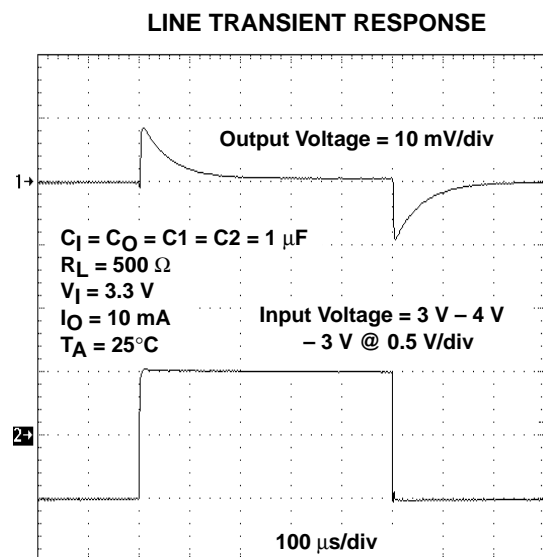 LINE TRANSIENT RESPONSE
Output Voltage = 10 mV/div
1→
CI = CO = C1 = C2 = 1 μF
RL = 500 Ω
VI = 3.3 V
IO = 10 mA
TA = 25°C
Input Voltage = 3 V – 4 V
– 3 V @ 0.5 V/div
2→
100 μs/div